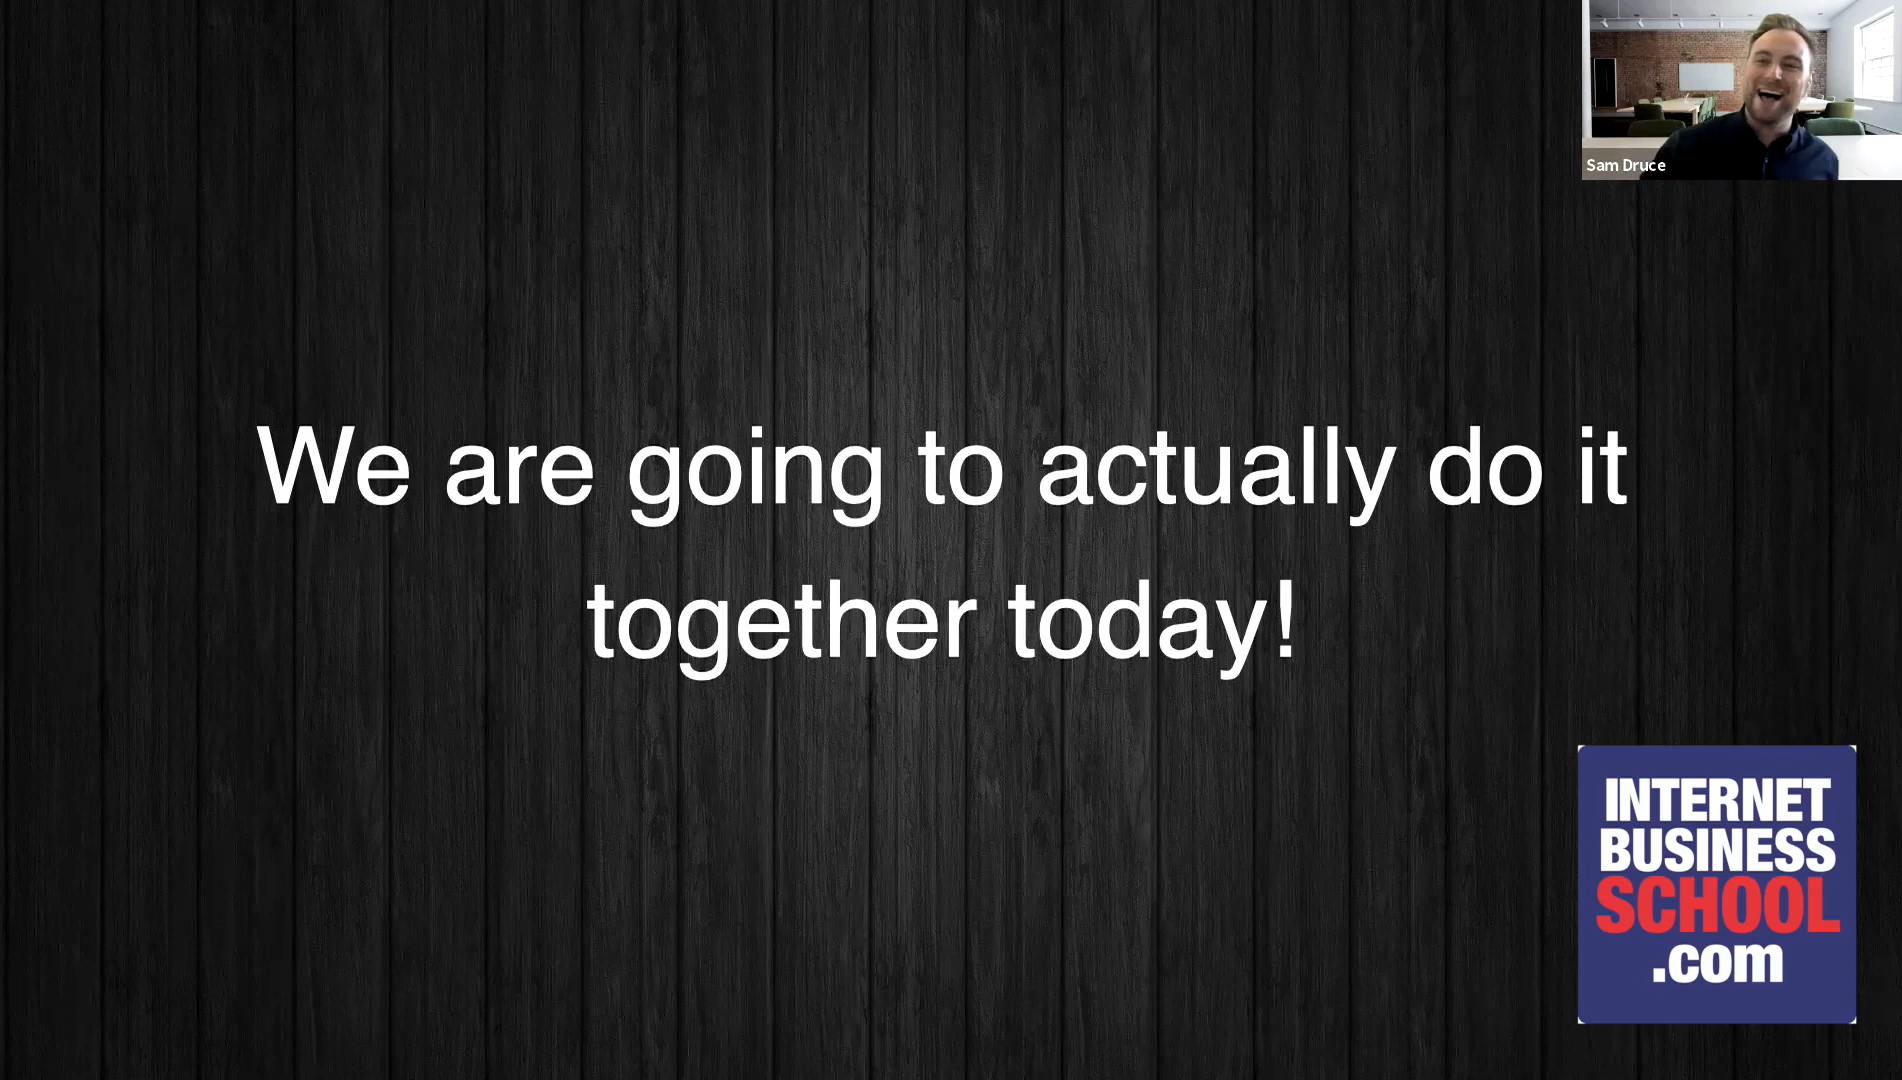 Sam Druce
We are going to actually do it
together today!
INTERNET
BUSINESS
SCHOOL
.com